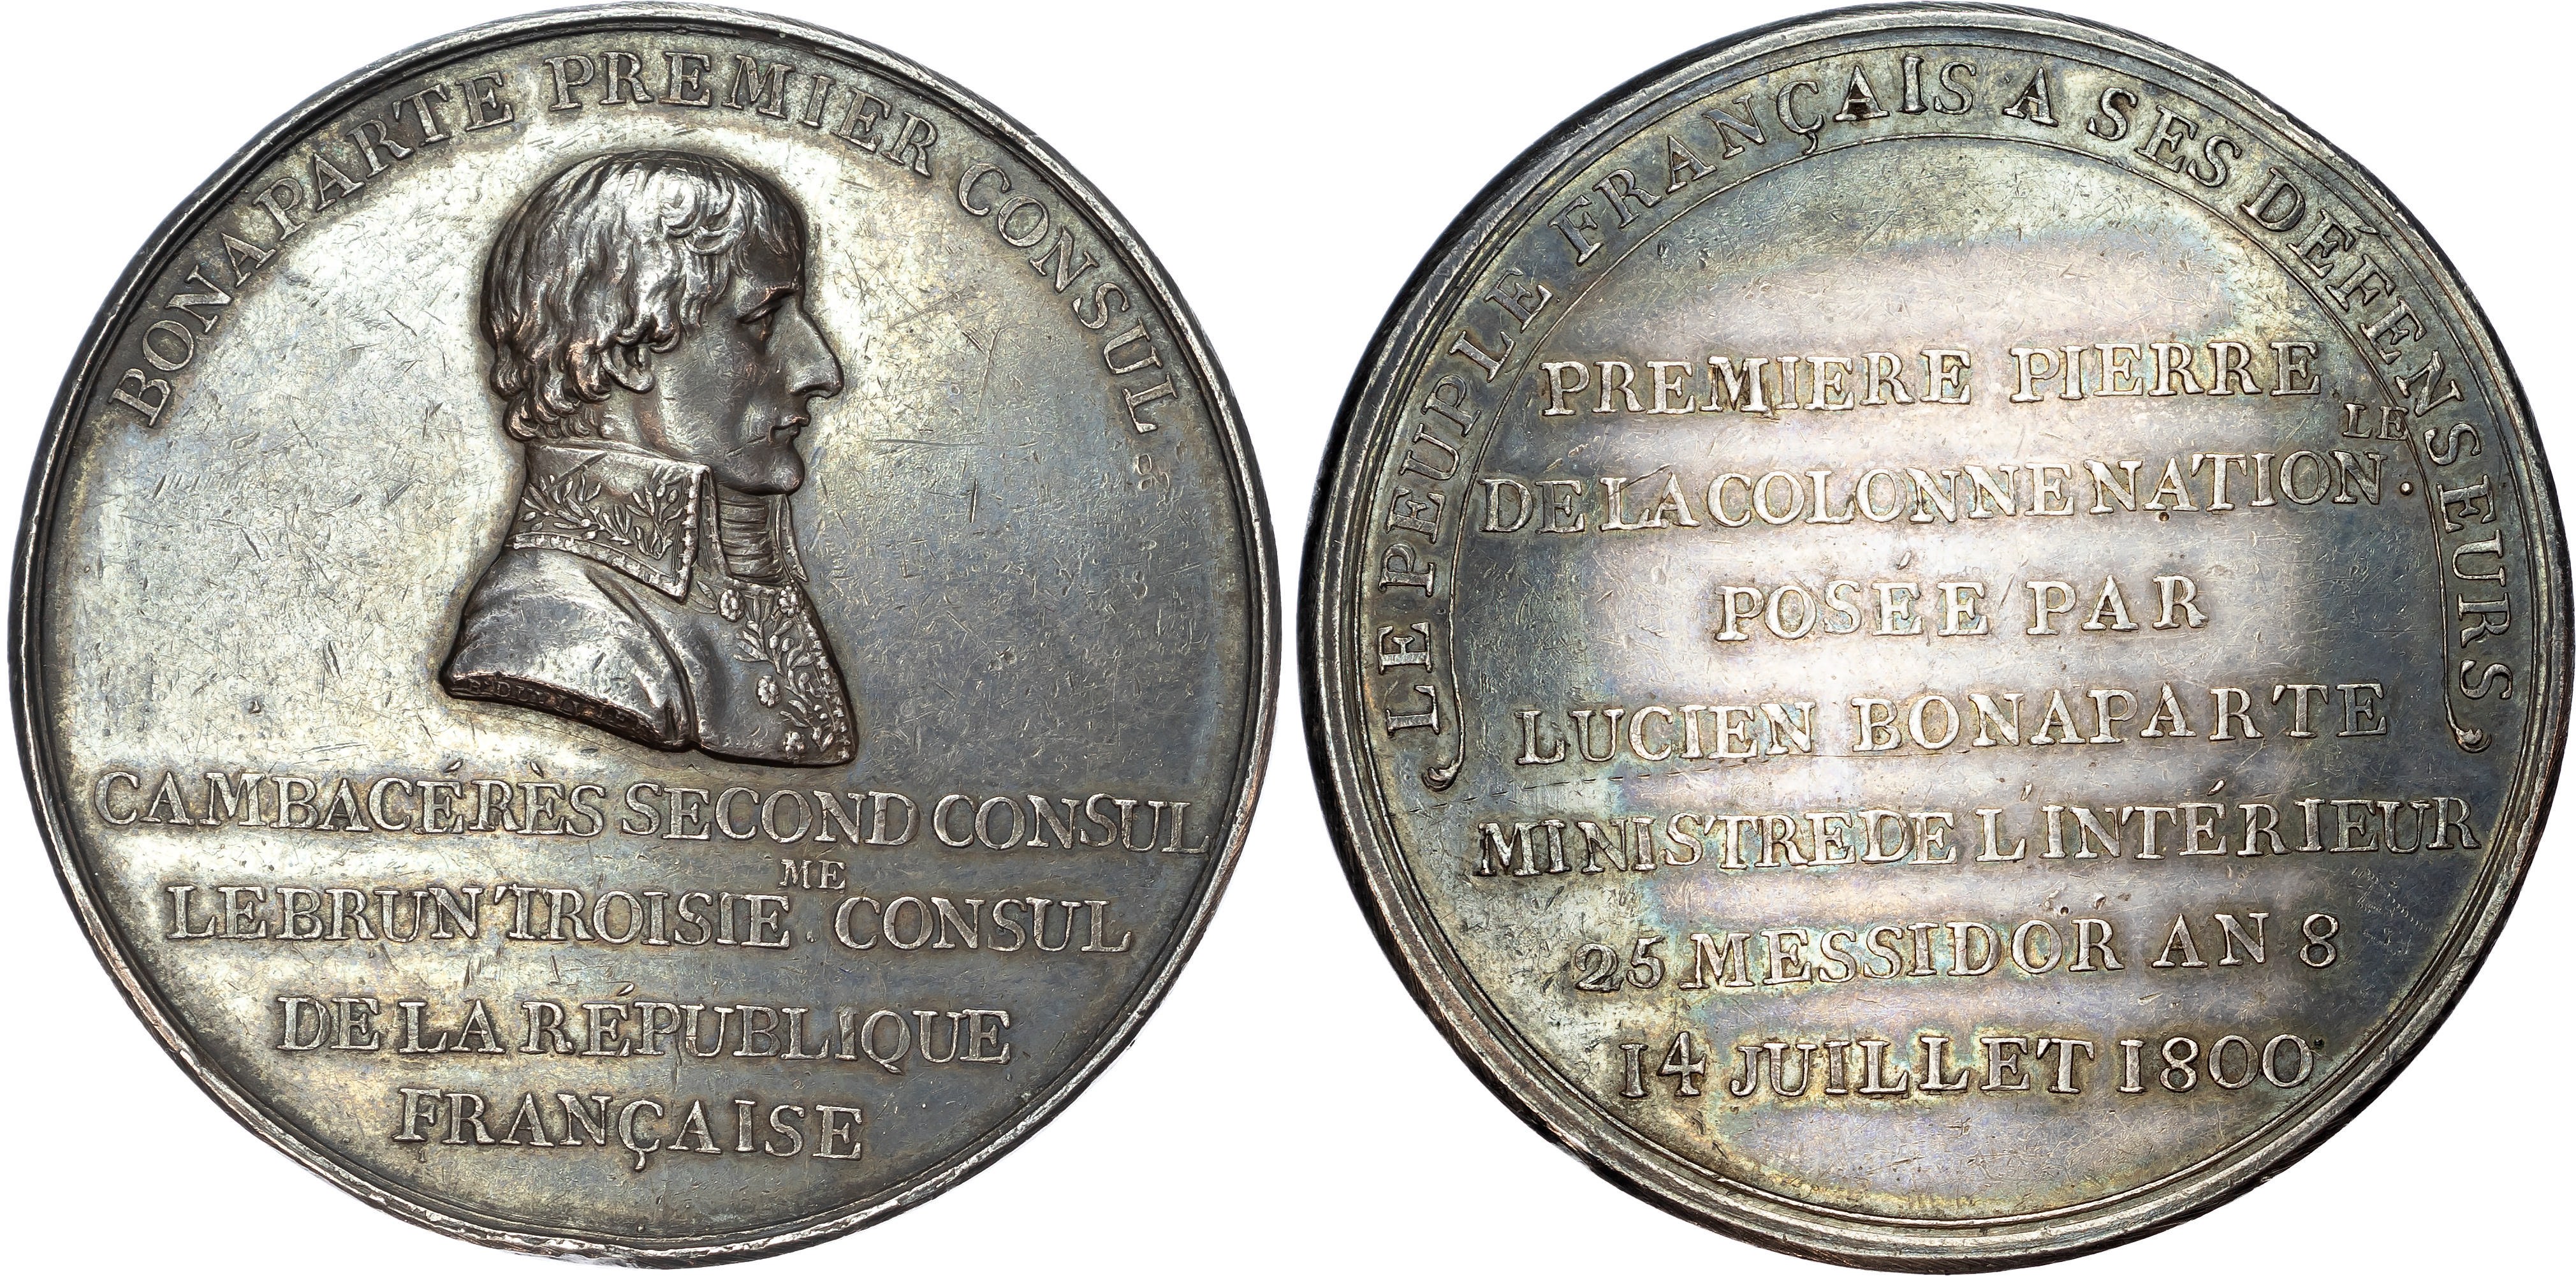 BONAPARTE PREMIER CONSUL
CAMBACÉRÈS SECOND CONSUL
LEBRUN TROISIE.ME CONSUL
DE LA RÉPUBLIQUE
FRANÇAISE
LE PEUPLE FRANÇAIS A SES DÉFENSEURS.
PREMIERE PIERRE
DE LA COLONNE NATION.LE
POSÉE PAR
LUCIEN BONAPARTE
MINISTRE DE L'INTÉRIEUR
25 MESSIDOR AN 8
14 JUILLET 1800